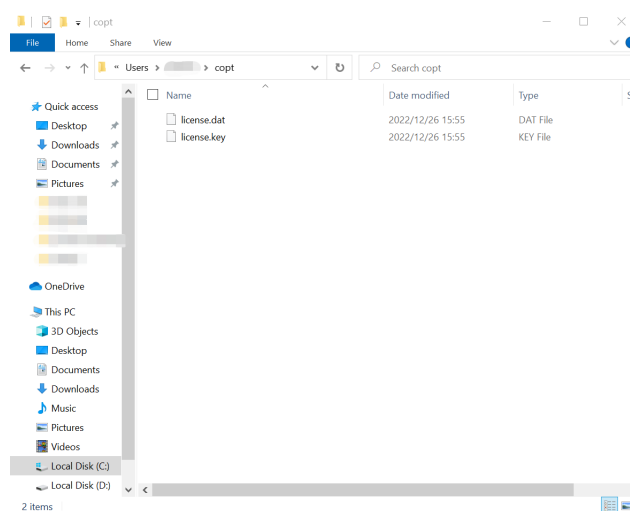 copt
File Home Share View
« Users > > copt
Search copt
Name Date modified Type
license.dat 2022/12/26 15:55 DAT File
license.key 2022/12/26 15:55 KEY File
Quick access
Desktop
Downloads
Documents
Pictures
OneDrive
This PC
3D Objects
Desktop
Documents
Downloads
Music
Pictures
Videos
Local Disk (C:)
Local Disk (D:)
2 items